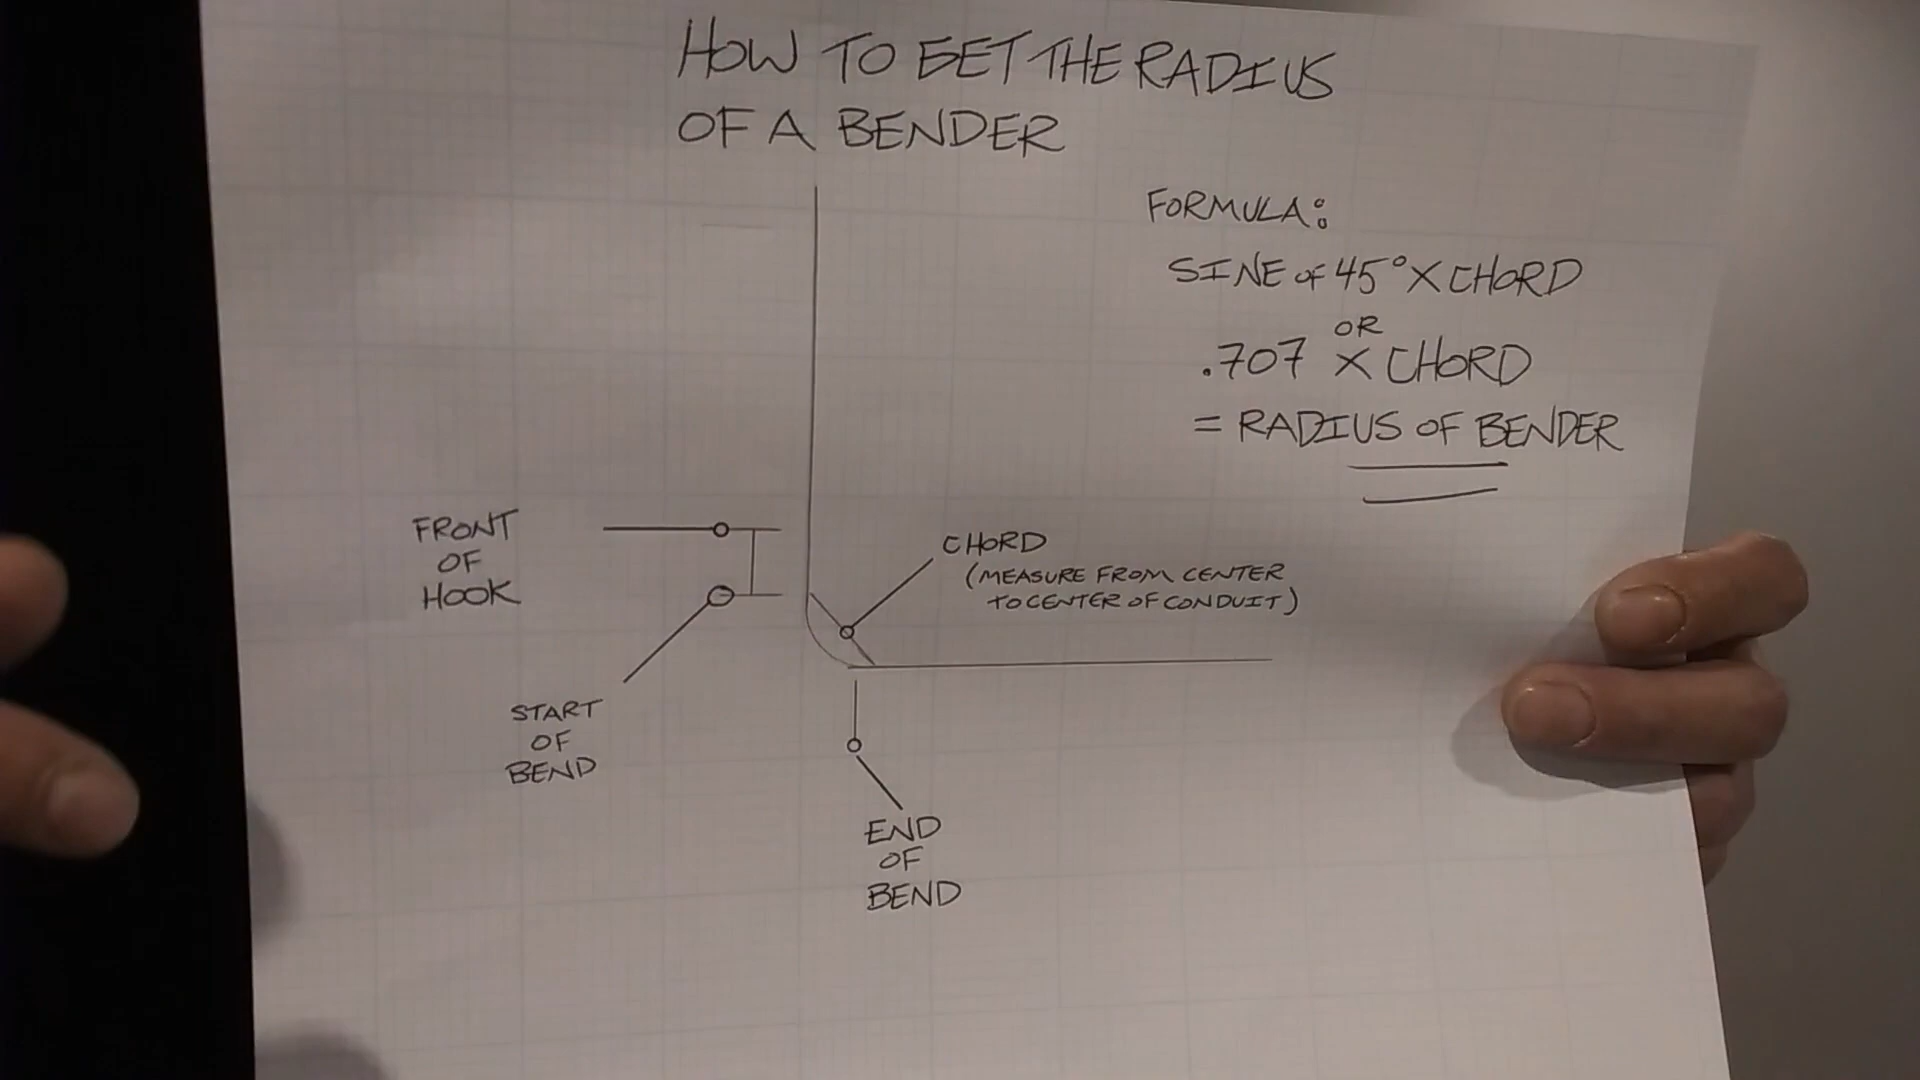 HOW TO GET THE RADIUS
OF A BENDER
FORMULA:
SINE OF 45° X CHORD
OR
.707 X CHORD
= RADIUS OF BENDER
FRONT
OF
HOOK
CHORD
(MEASURE FROM CENTER
TO CENTER OF CONDUIT)
START
OF
BEND
END
OF
BEND